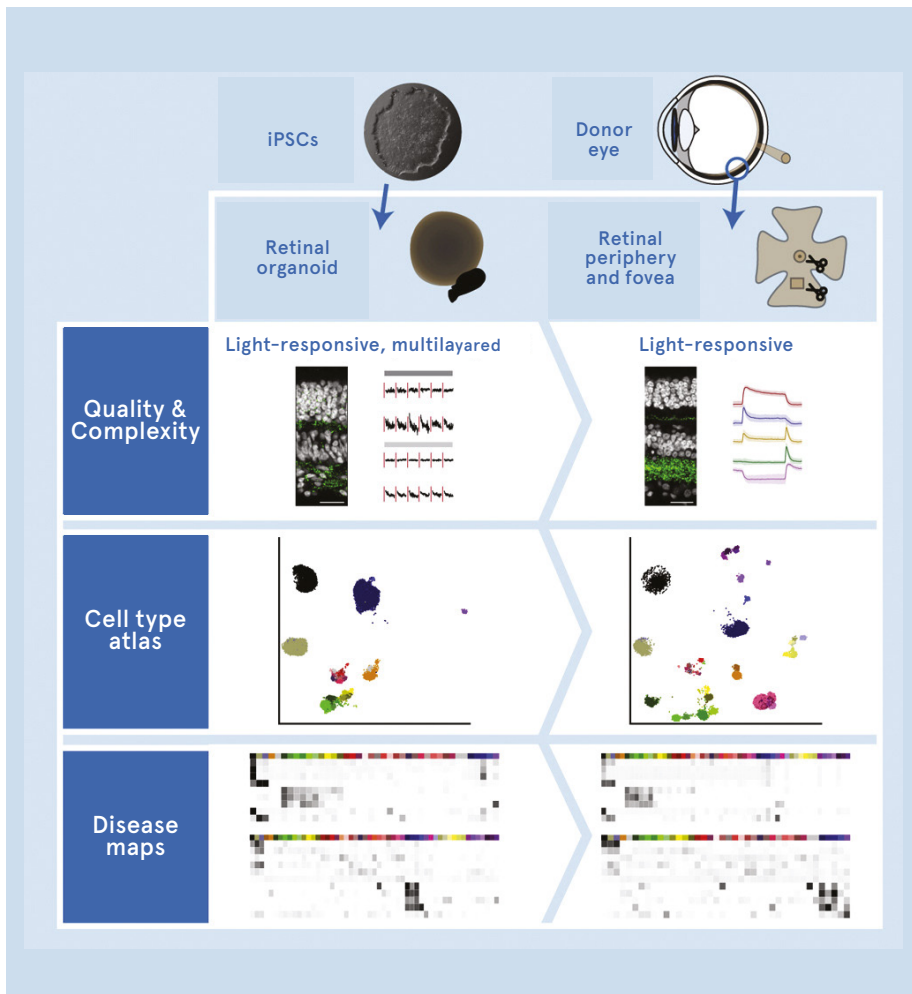 iPSCs
Donor
eye
Retinal
organoid
Retinal
periphery
and fovea
Quality &
Complexity
Light-responsive, multilayared
Light-responsive
Cell type
atlas
Disease
maps